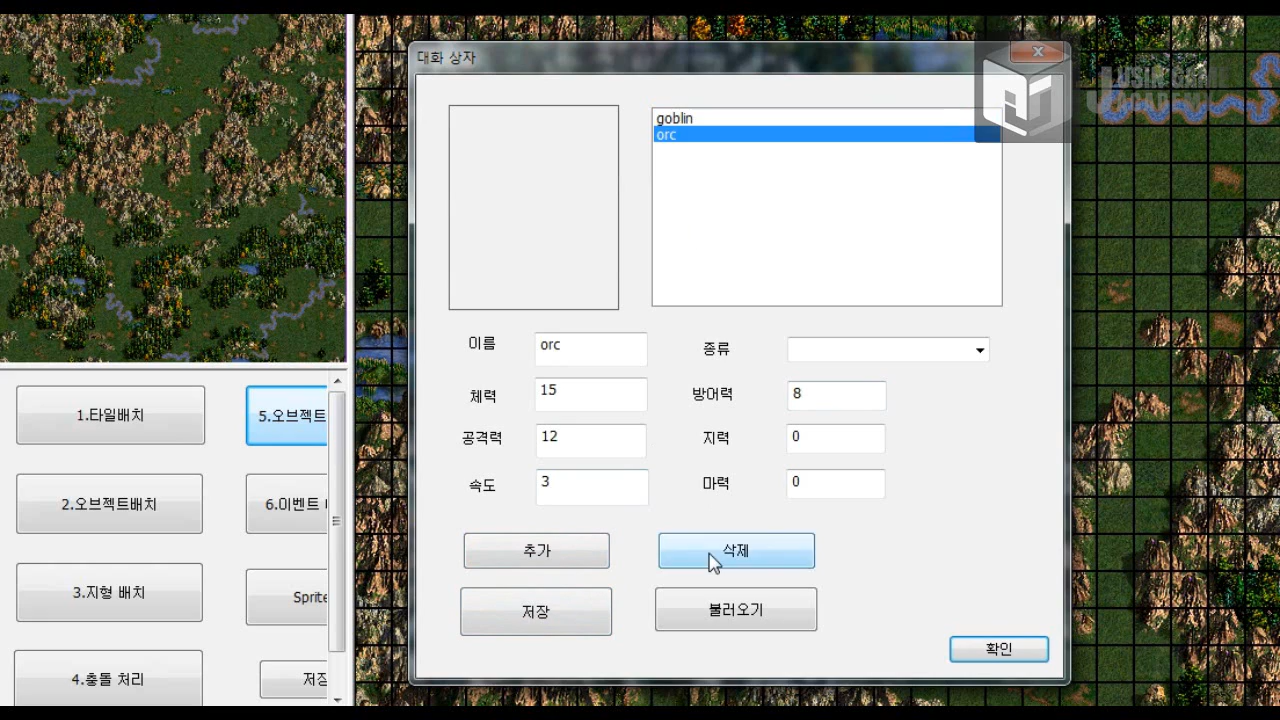 대화 상자
goblin
orc
이름
orc
종류
체력
15
방어력
8
공격력
12
지력
0
속도
3
마력
0
추가
삭제
저장
불러오기
확인
1.타일배치
5.오브젝트
2.오브젝트배치
6.이벤트
3.지형 배치
Sprite
4.충돌 처리
저장